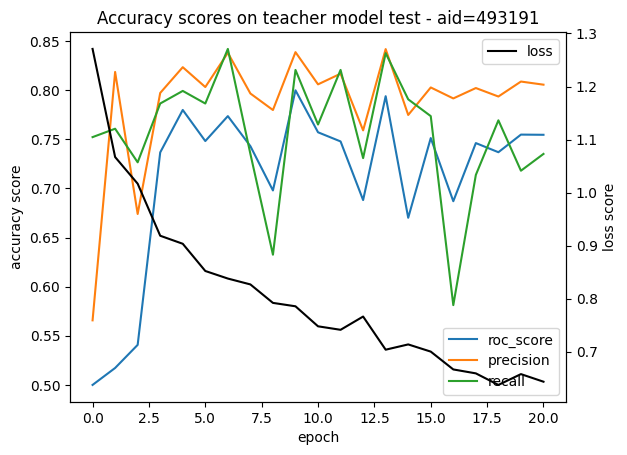 Accuracy scores on teacher model test - aid=493191
accuracy score
0.85
0.80
0.75
0.70
0.65
0.60
0.55
0.50
loss
1.3
1.2
1.1
1.0
0.9
0.8
0.7
loss score
roc_score
precision
recall
0.0 2.5 5.0 7.5 10.0 12.5 15.0 17.5 20.0
epoch